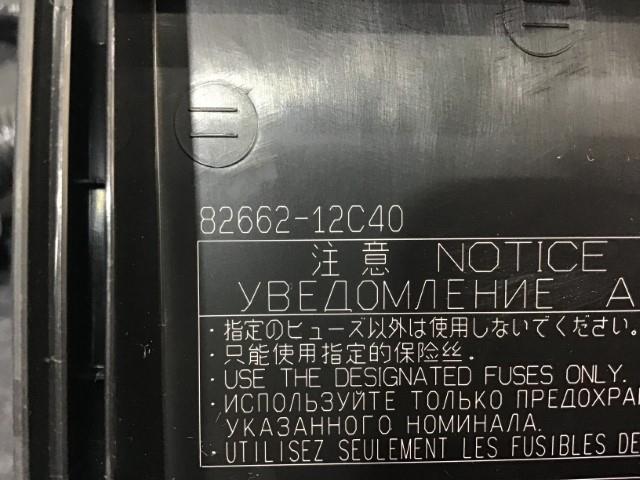 82662-12C40
注意 NOTICE
УВЕДОМЛЕНИЕ
・指定のヒューズ以外は使用しないでください。
・只能使用指定的保险丝.
・USE THE DESIGNATED FUSES ONLY.
・ИСПОЛЬЗУЙТЕ ТОЛЬКО ПРЕДОХРА
УКАЗАННОГО НОМИНАЛА.
・UTILISEZ SEULEMENT LES FUSIBLES DE